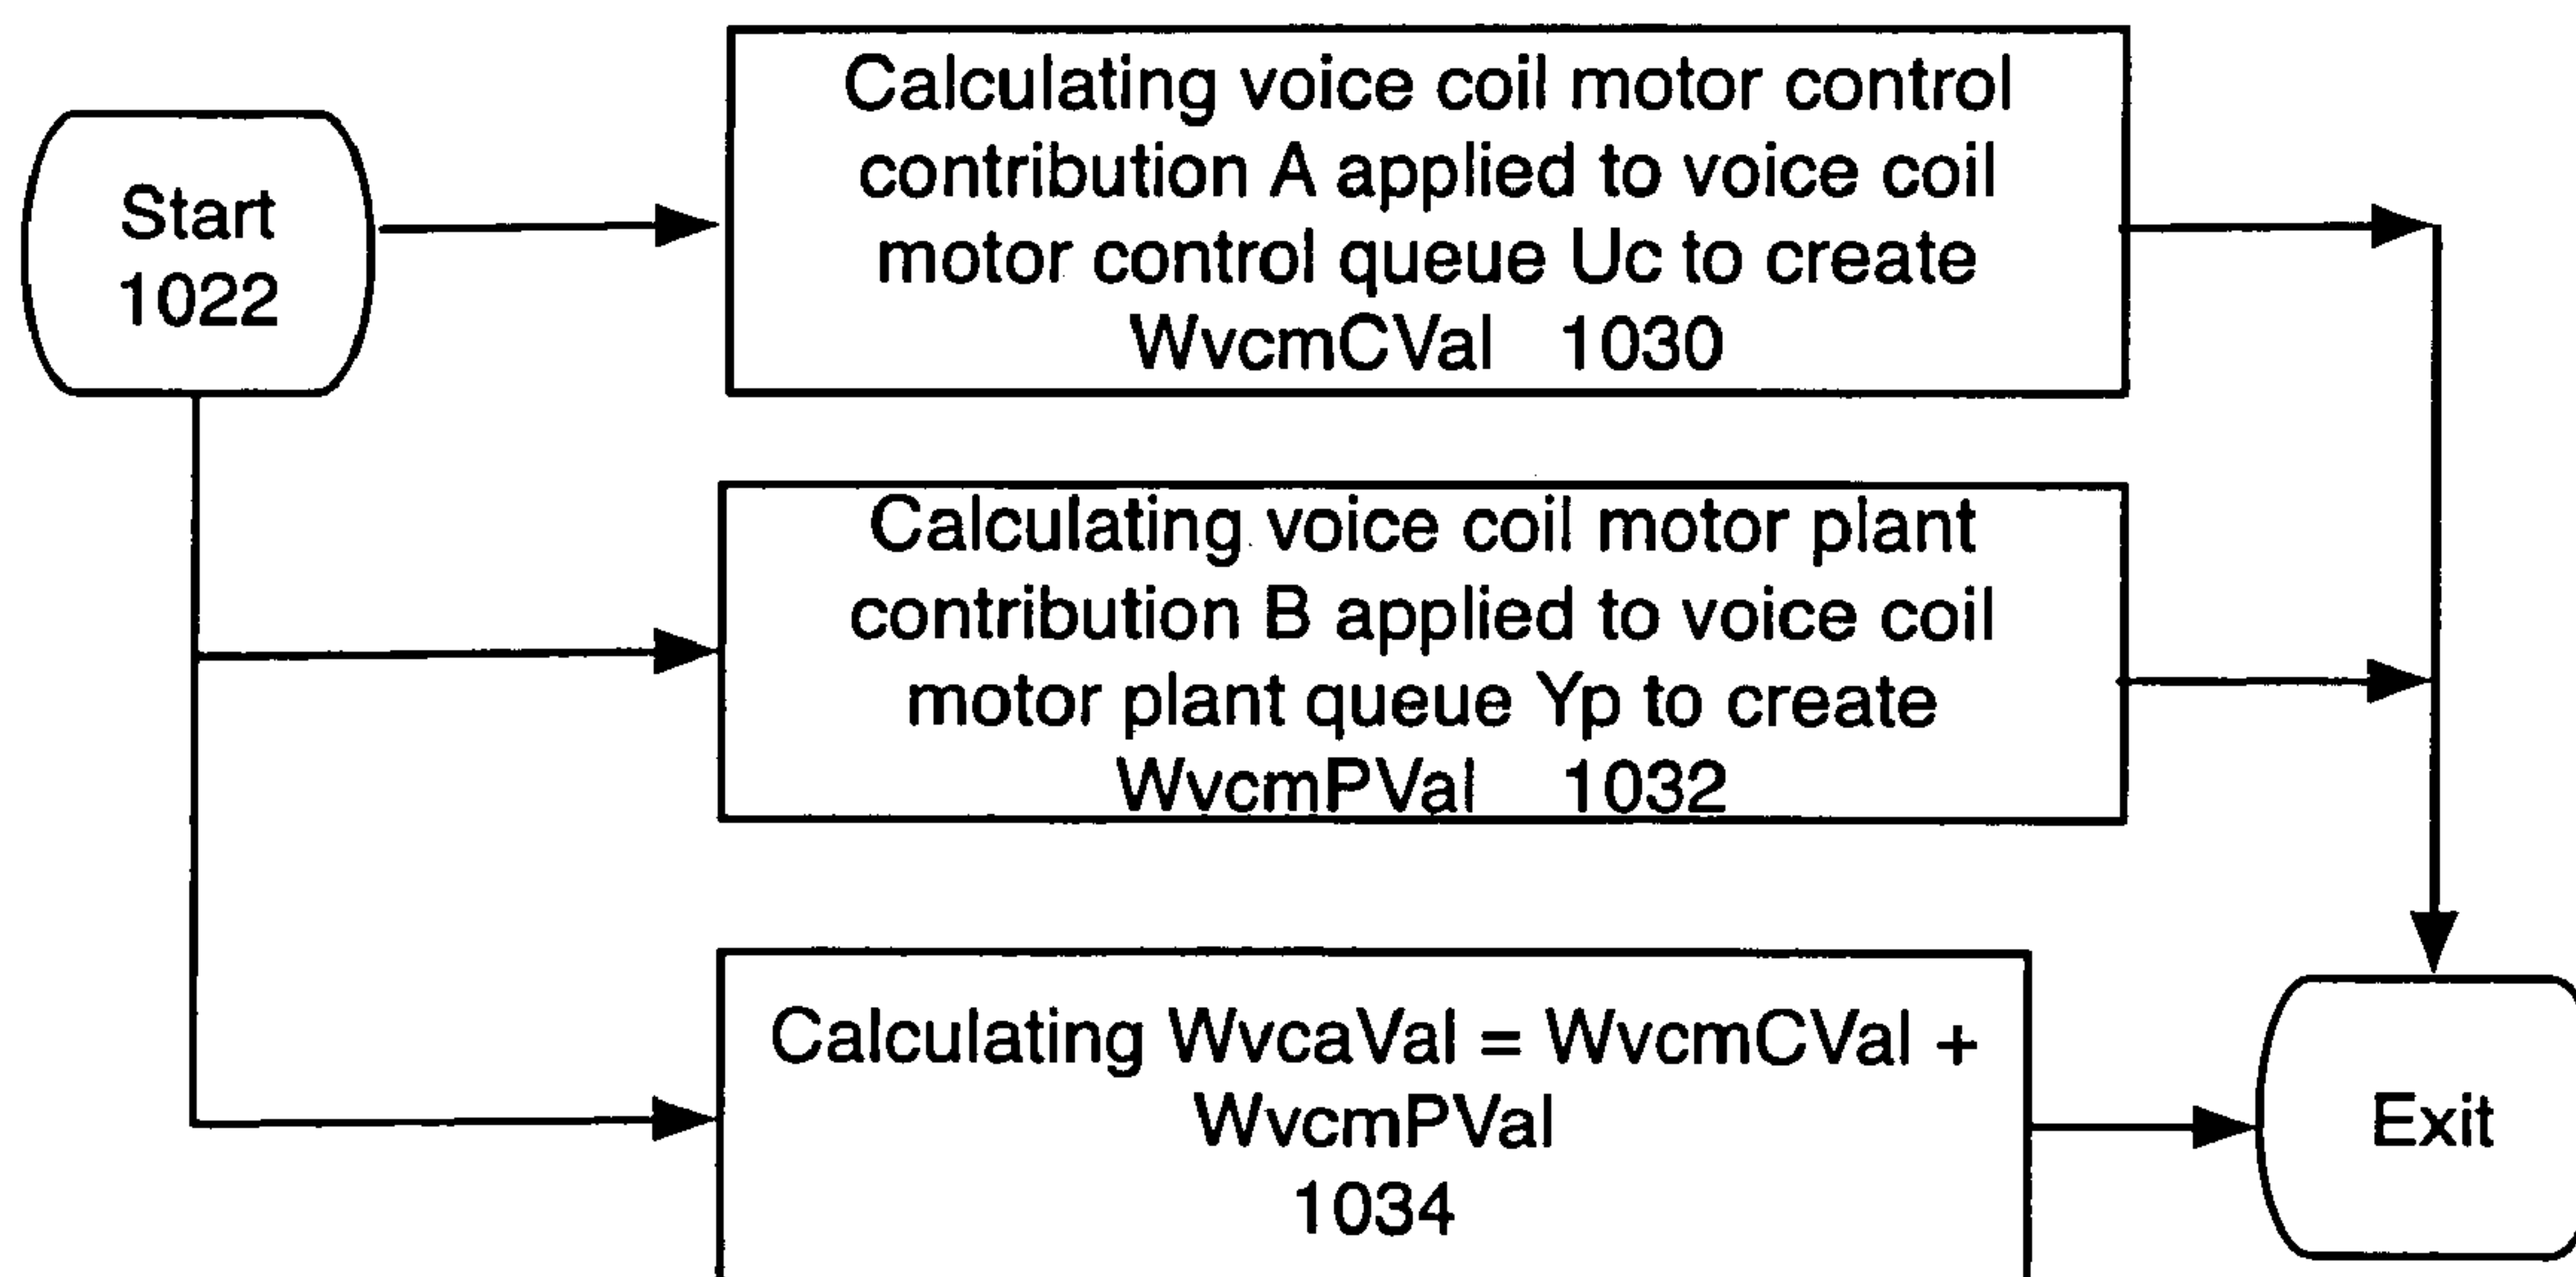 Start
1022
Calculating voice coil motor control
contribution A applied to voice coil
motor control queue Uc to create
WvcmCVal 1030
Calculating voice coil motor plant
contribution B applied to voice coil
motor plant queue Yp to create
WvcmPVal 1032
Calculating WvcaVal = WvcmCVal +
WvcmPVal
1034
Exit